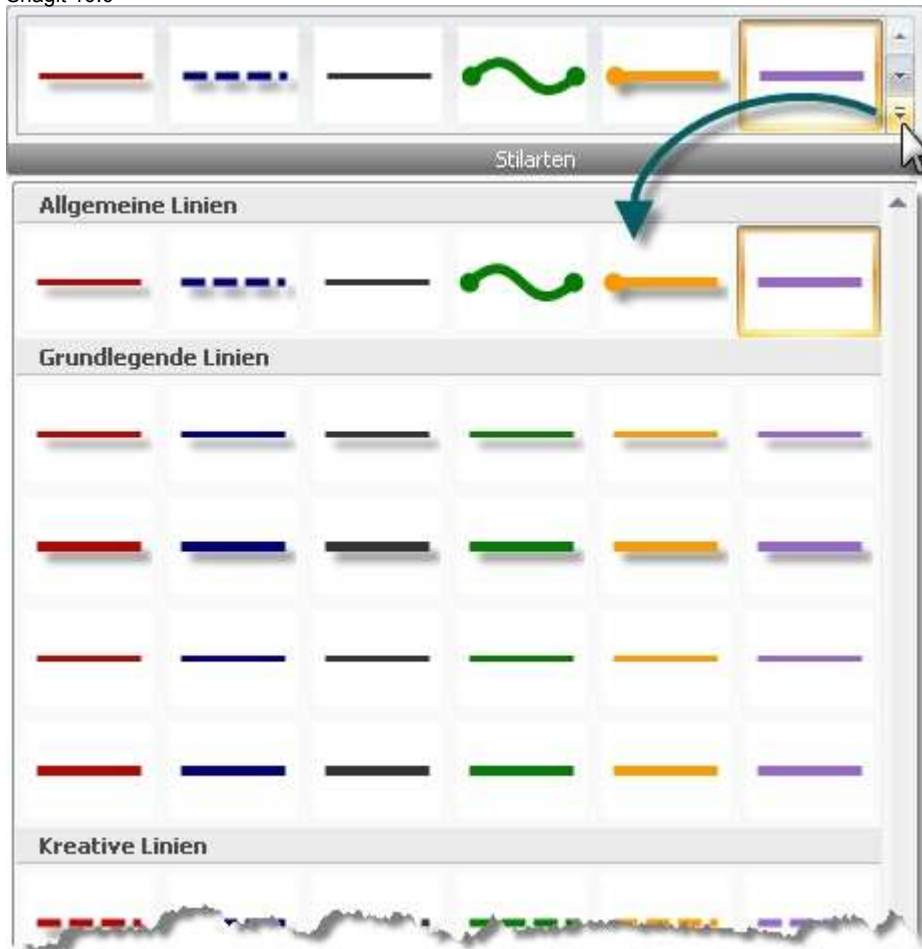 Stilarten
Allgemeine Linien
Grundlegende Linien
Kreative Linien